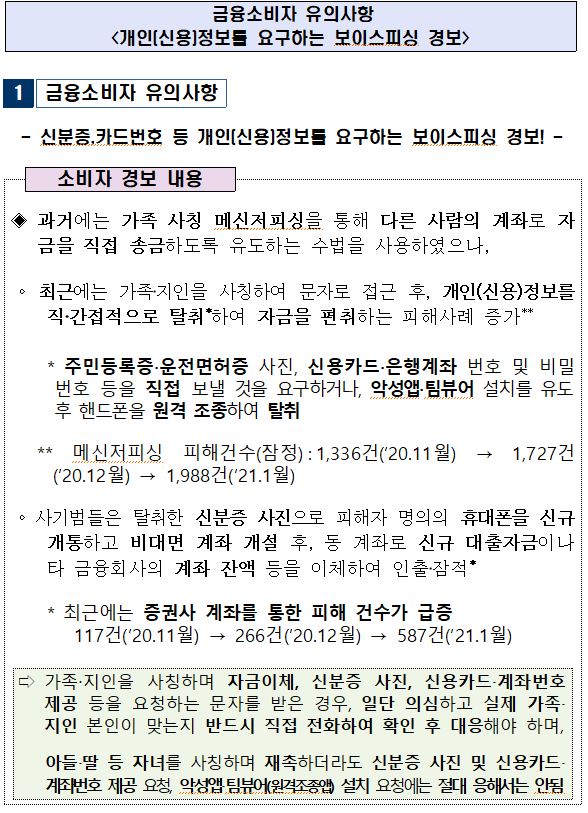 금융소비자 유의사항
<개인(신용)정보를 요구하는 보이스피싱 경보>
1 금융소비자 유의사항
- 신분증,카드번호 등 개인(신용)정보를 요구하는 보이스피싱 경보! -
소비자 경보 내용
◈ 과거에는 가족 사칭 메신저피싱을 통해 다른 사람의 계좌로 자
금을 직접 송금하도록 유도하는 수법을 사용하였으나,
◦ 최근에는 가족·지인을 사칭하여 문자로 접근 후, 개인(신용)정보를
직·간접적으로 탈취*하여 자금을 편취하는 피해사례 증가**
* 주민등록증·운전면허증 사진, 신용카드·은행계좌 번호 및 비밀
번호 등을 직접 보낼 것을 요구하거나, 악성앱·팀뷰어 설치를 유도
후 핸드폰을 원격 조종하여 탈취
** 메신저피싱 피해건수(잠정) : 1,336건(‘20.11월) → 1,727건
(‘20.12월) → 1,988건(‘21.1월)
◦ 사기범들은 탈취한 신분증 사진으로 피해자 명의의 휴대폰을 신규
개통하고 비대면 계좌 개설 후, 동 계좌로 신규 대출자금이나
타 금융회사의 계좌 잔액 등을 이체하여 인출·잠적*
* 최근에는 증권사 계좌를 통한 피해 건수가 급증
117건(‘20.11월) → 266건(‘20.12월) → 587건(‘21.1월)
⇨ 가족·지인을 사칭하며 자금이체, 신분증 사진, 신용카드·계좌번호
제공 등을 요청하는 문자를 받은 경우, 일단 의심하고 실제 가족·
지인 본인이 맞는지 반드시 직접 전화하여 확인 후 대응해야 하며,
아들·딸 등 자녀를 사칭하며 재촉하더라도 신분증 사진 및 신용카드·
계좌번호 제공 요청, 악성앱·팀뷰어(원격조종앱) 설치 요청에는 절대 응해서는 안됨